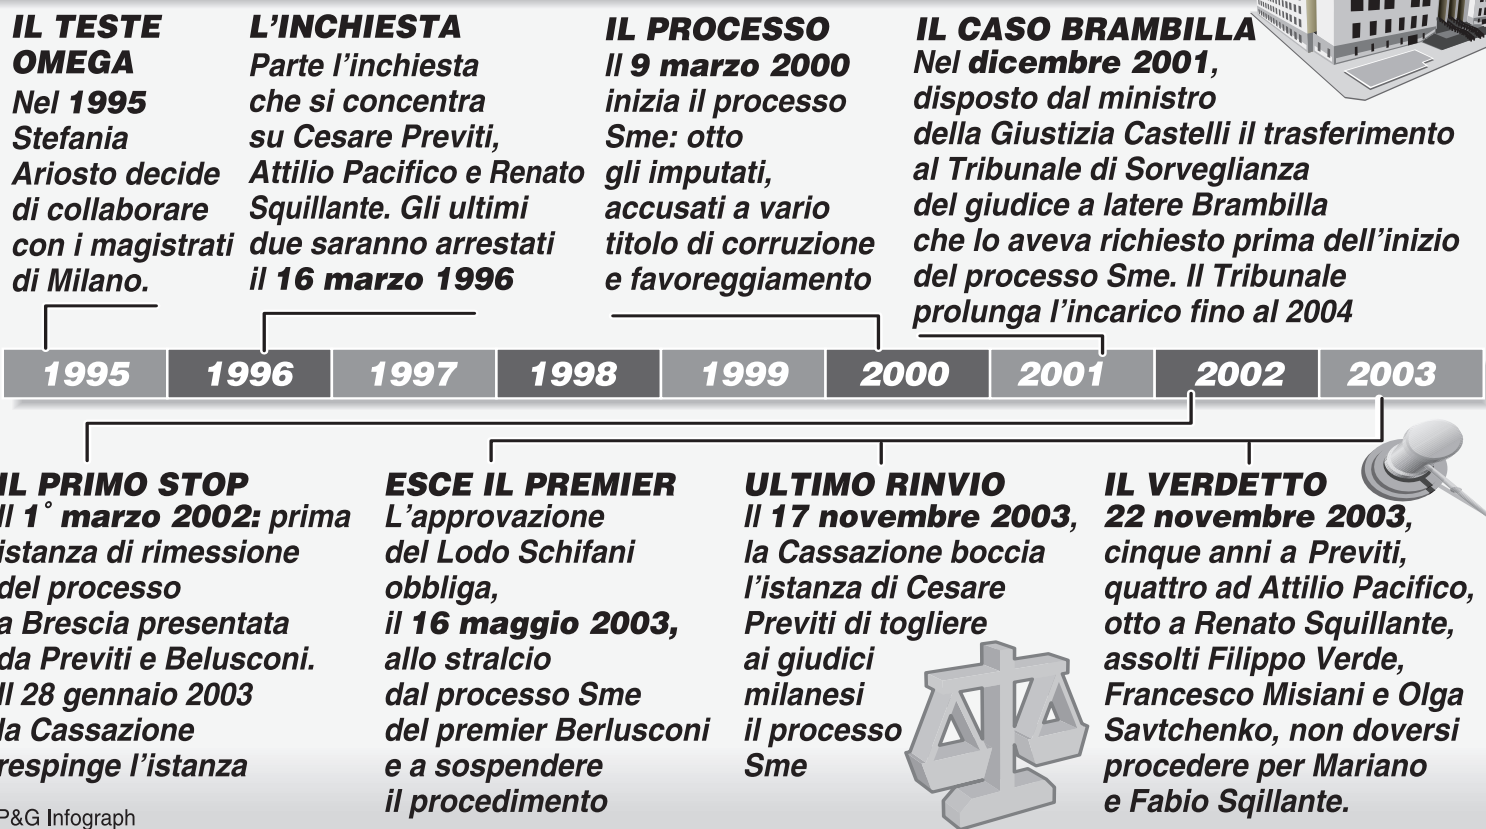 IL TESTE
OMEGA
Nel 1995
Stefania
Ariosto decide
di collaborare
con i magistrati
di Milano.
L'INCHIESTA
Parte l'inchiesta
che si concentra
su Cesare Previti,
Attilio Pacifico e Renato
Squillante. Gli ultimi
due saranno arrestati
il 16 marzo 1996
IL PROCESSO
Il 9 marzo 2000
inizia il processo
Sme: otto
gli imputati,
accusati a vario
titolo di corruzione
e favoreggiamento
IL CASO BRAMBILLA
Nel dicembre 2001,
disposto dal ministro
della Giustizia Castelli il trasferimento
al Tribunale di Sorveglianza
del giudice a latere Brambilla
che lo aveva richiesto prima dell'inizio
del processo Sme. Il Tribunale
prolunga l'incarico fino al 2004
1995 1996 1997 1998 1999 2000 2001 2002 2003
IL PRIMO STOP
Il 1° marzo 2002: prima
istanza di rimessione
del processo
a Brescia presentata
da Previti e Belusconi.
Il 28 gennaio 2003
la Cassazione
respinge l'istanza
ESCE IL PREMIER
L'approvazione
del Lodo Schifani
obbliga,
il 16 maggio 2003,
allo stralcio
dal processo Sme
del premier Berlusconi
e a sospendere
il procedimento
ULTIMO RINVIO
Il 17 novembre 2003,
la Cassazione boccia
l'istanza di Cesare
Previti di togliere
ai giudici
milanesi
il processo
Sme
IL VERDETTO
22 novembre 2003,
cinque anni a Previti,
quattro ad Attilio Pacifico,
otto a Renato Squillante,
assolti Filippo Verde,
Francesco Misiani e Olga
Savtchenko, non doversi
procedere per Mariano
e Fabio Sqillante.
P&G Infograph